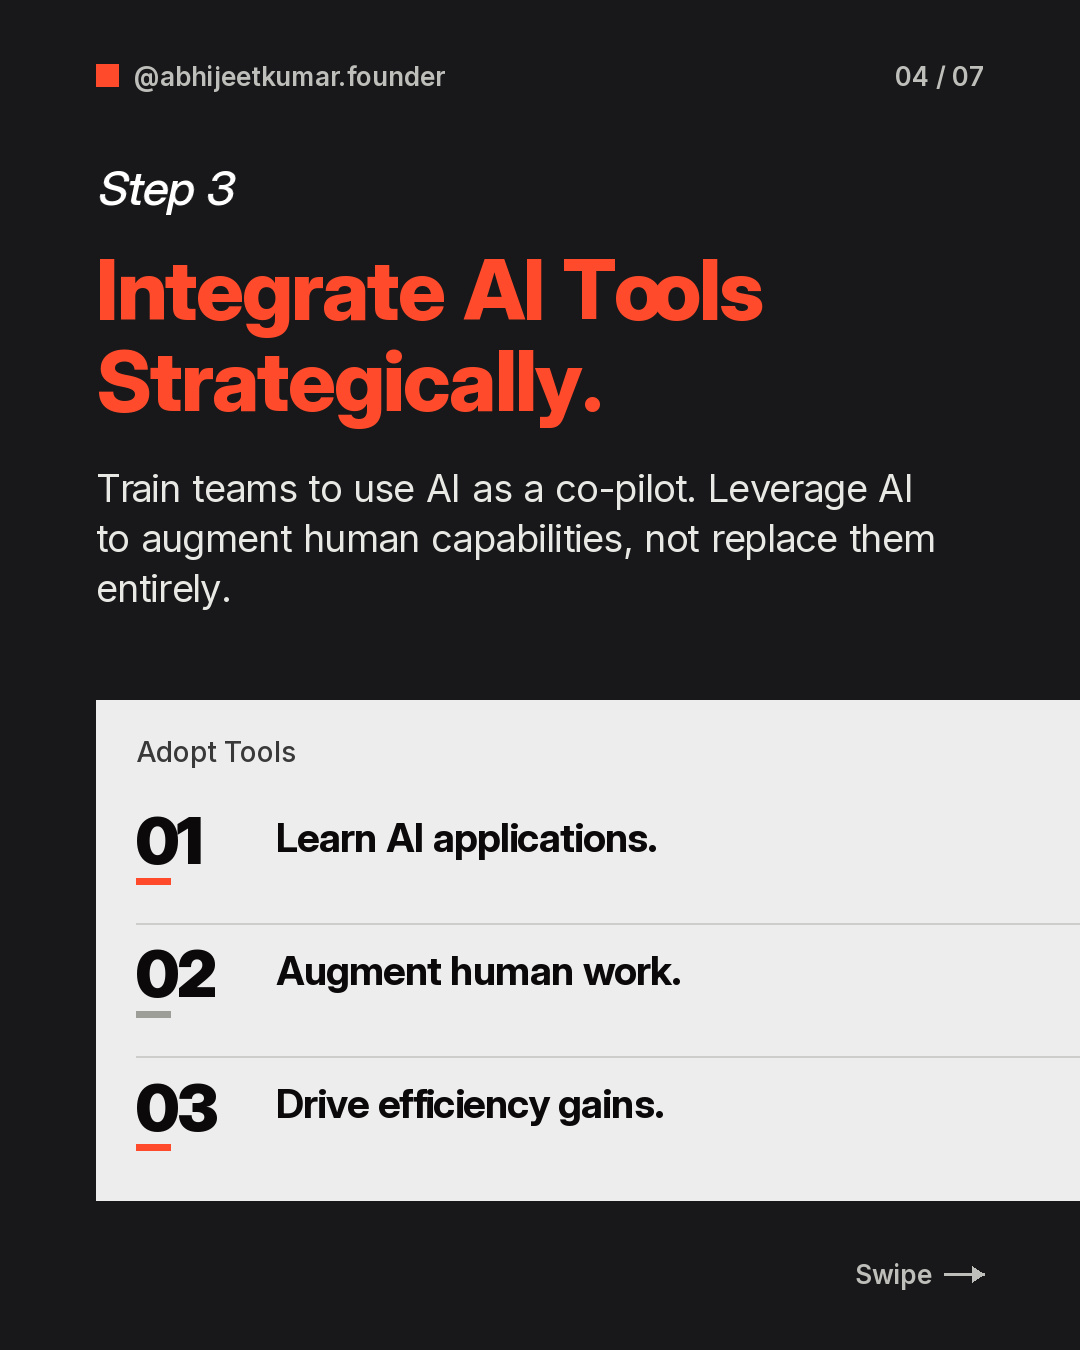 @abhijeetkumar.founder
04 / 07
Step 3
Integrate AI Tools
Strategically.
Train teams to use AI as a co-pilot. Leverage AI
to augment human capabilities, not replace them
entirely.
Adopt Tools
01 Learn AI applications.
02 Augment human work.
03 Drive efficiency gains.
Swipe